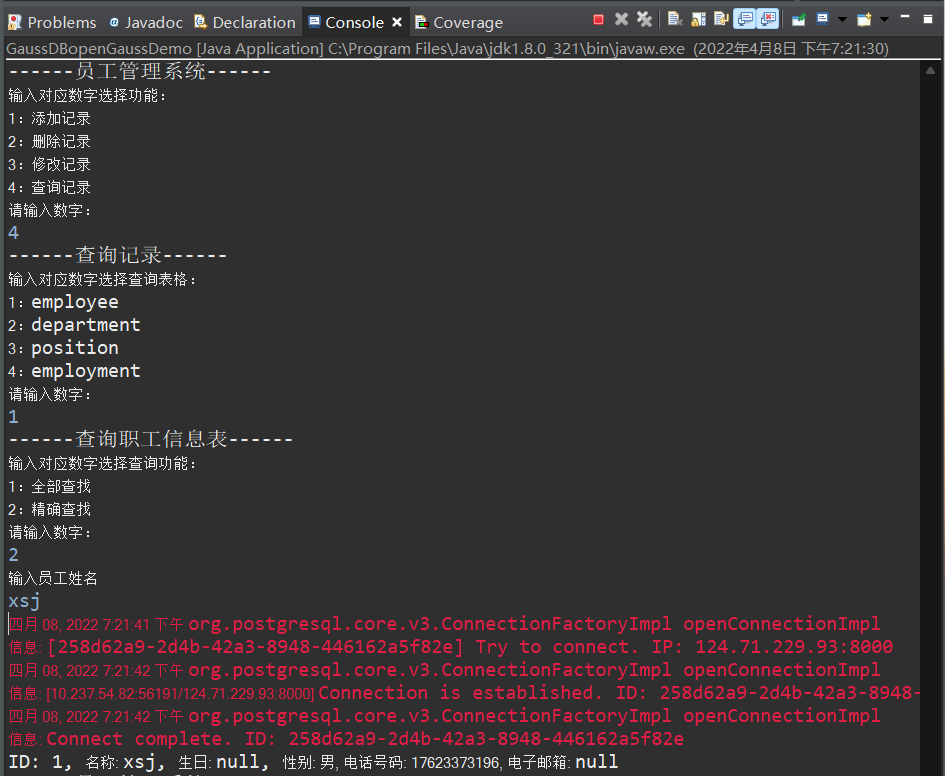 Problems @ Javadoc Declaration Console Coverage
GaussDBopenGaussDemo [Java Application] C:\Program Files\Java\jdk1.8.0_321\bin\javaw.exe (2022年4月8日 下午7:21:30)
------员工管理系统------
输入对应数字选择功能：
1：添加记录
2：删除记录
3：修改记录
4：查询记录
请输入数字：
4
------查询记录------
输入对应数字选择查询表格：
1：employee
2：department
3：position
4：employment
请输入数字：
1
------查询职工信息表------
输入对应数字选择查询功能：
1：全部查找
2：精确查找
请输入数字：
2
输入员工姓名
xsj
四月 08, 2022 7:21:41 下午 org.postgresql.core.v3.ConnectionFactoryImpl openConnectionImpl
信息: [258d62a9-2d4b-42a3-8948-446162a5f82e] Try to connect. IP: 124.71.229.93:8000
四月 08, 2022 7:21:42 下午 org.postgresql.core.v3.ConnectionFactoryImpl openConnectionImpl
信息: [10.237.54.82:56191/124.71.229.93:8000] Connection is established. ID: 258d62a9-2d4b-42a3-8948-
四月 08, 2022 7:21:42 下午 org.postgresql.core.v3.ConnectionFactoryImpl openConnectionImpl
信息: Connect complete. ID: 258d62a9-2d4b-42a3-8948-446162a5f82e
ID: 1, 名称: xsj, 生日: null, 性别: 男, 电话号码: 17623373196, 电子邮箱: null